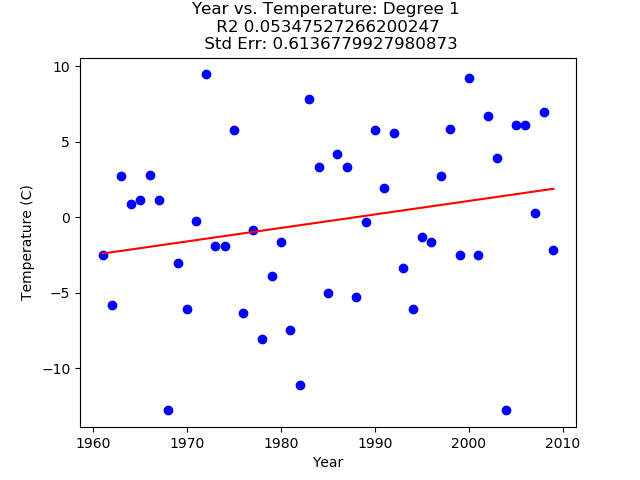 Year vs. Temperature: Degree 1
R2 0.05347527266200247
Std Err: 0.6136779927980873
10
5
0
−5
−10
Temperature (C)
1960 1970 1980 1990 2000 2010
Year